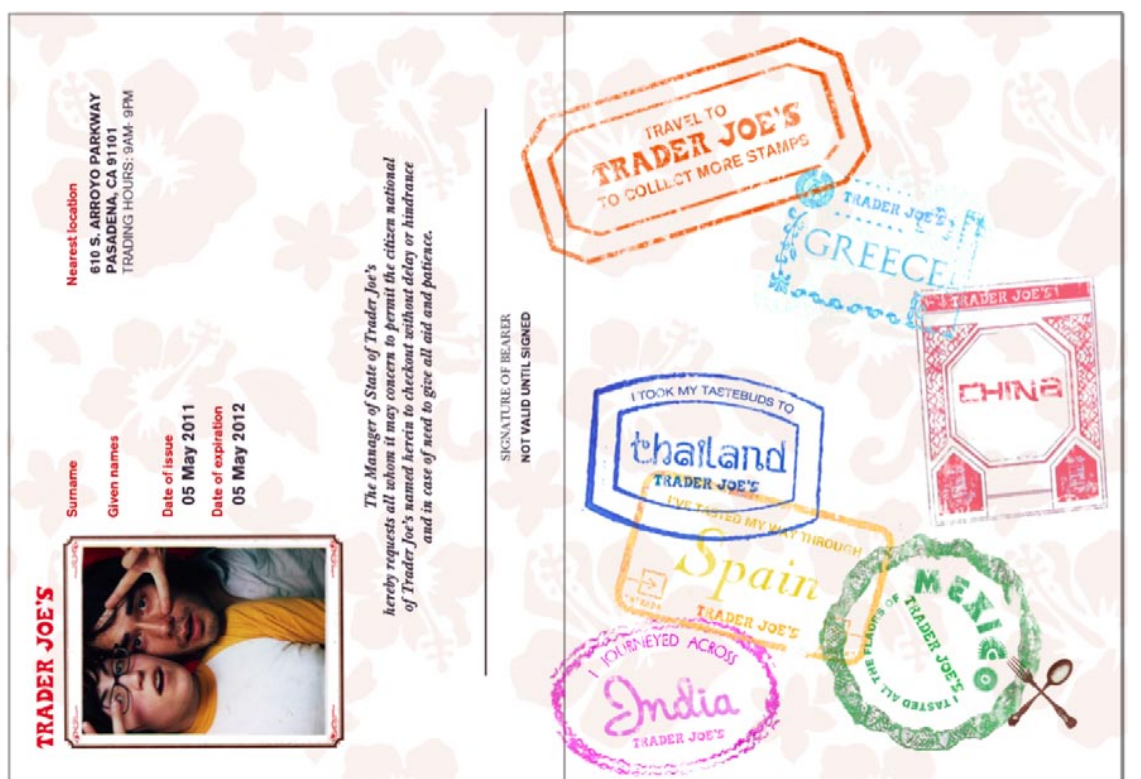 TRADER JOE'S
Surname
Given names
Date of issue
05 May 2011
Date of expiration
05 May 2012
Nearest location
610 S. ARROYO PARKWAY
PASADENA, CA 91101
TRADING HOURS: 9AM- 9PM
The Manager of State of Trader Joe's
hereby requests all whom it may concern to permit the citizen national
of Trader Joe's named herein to checkout without delay or hindrance
and in case of need to give all aid and patience.
SIGNATURE OF BEARER
NOT VALID UNTIL SIGNED
TRAVEL TO
TRADER JOE'S
TO COLLECT MORE STAMPS
TRADER JOE'S
GREECE
TRADER JOE'S
CHINA
I TOOK MY TASTEBUDS TO
thailand
TRADER JOE'S
I'VE TASTED MY WAY THROUGH
Spain
TRADER JOE'S
MEXICO
I TASTED ALL THE FLAVORS OF
TRADER JOE'S
I JOURNEYED ACROSS
India
TRADER JOE'S